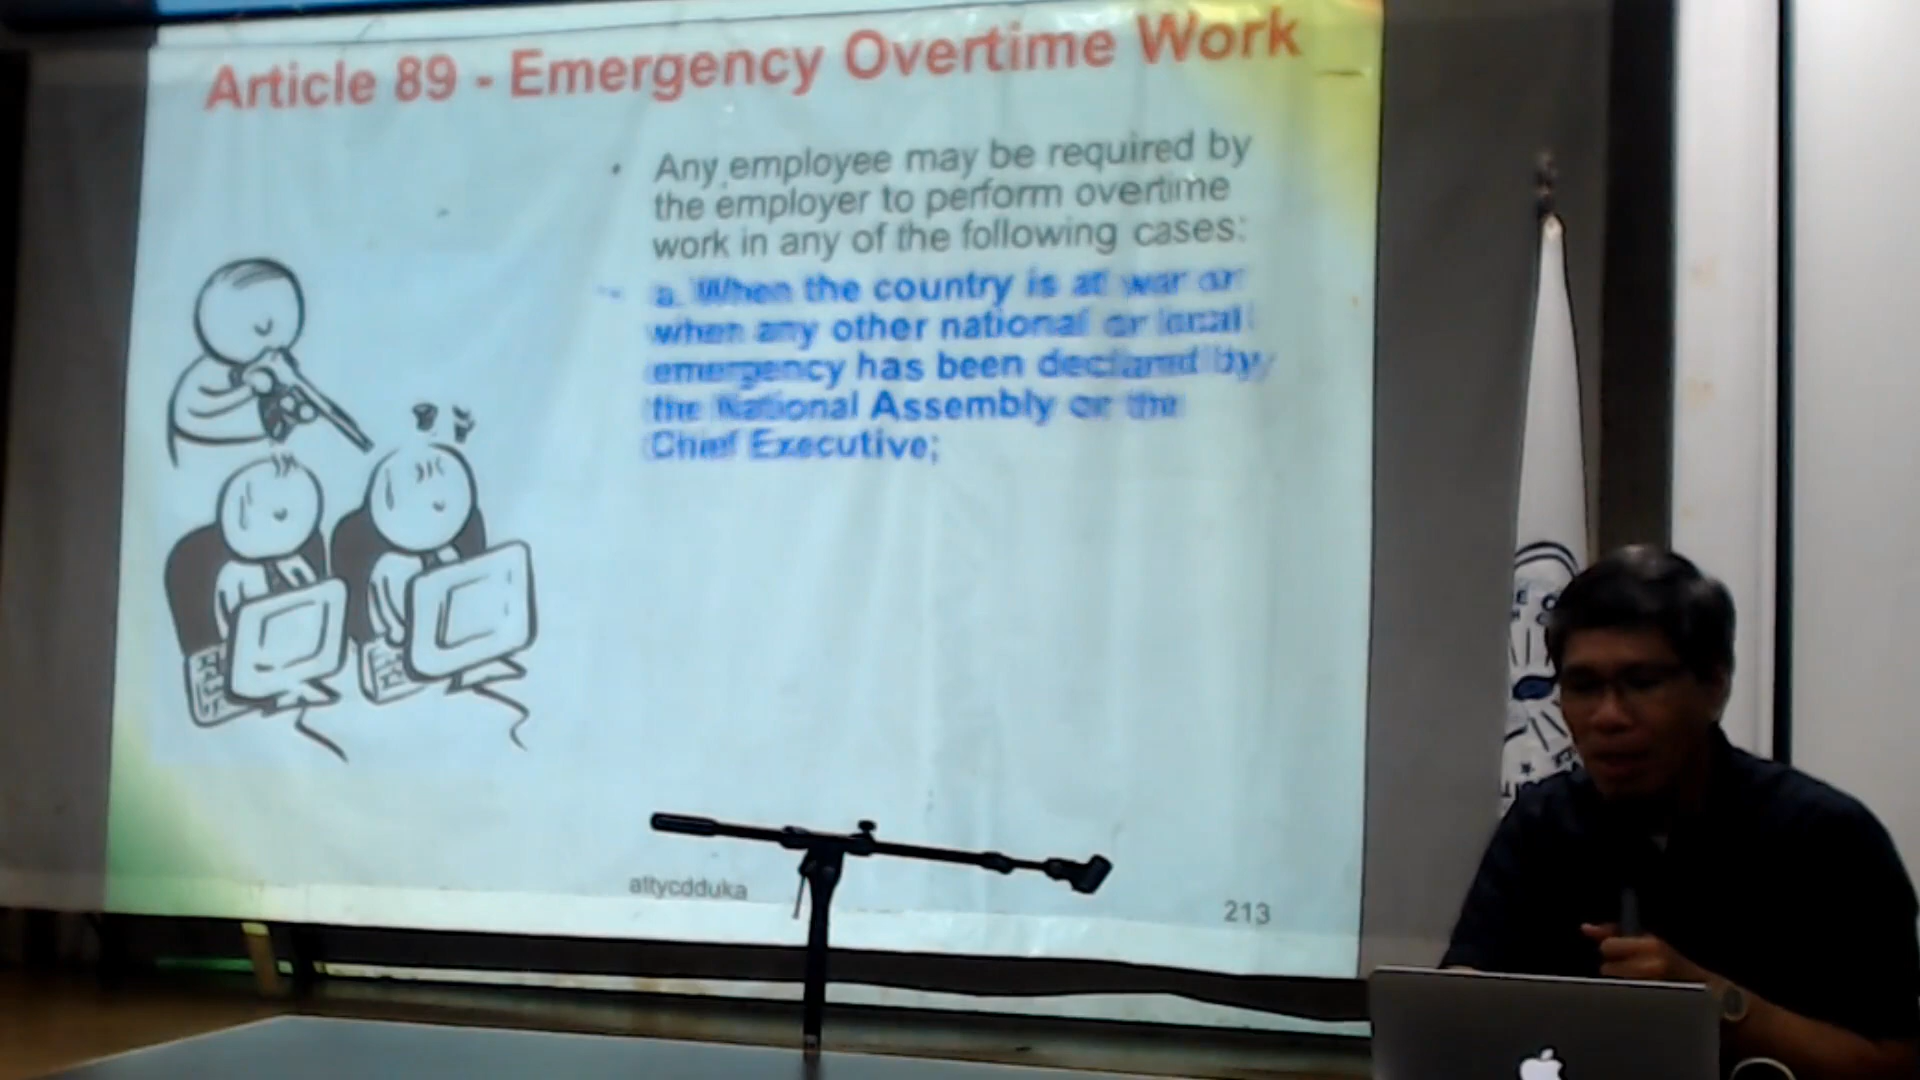 Article 89 - Emergency Overtime Work
• Any employee may be required by
the employer to perform overtime
work in any of the following cases:
- a. When the country is at war or
when any other national or local
emergency has been declared by
the National Assembly or the
Chief Executive;
attycdduka
213